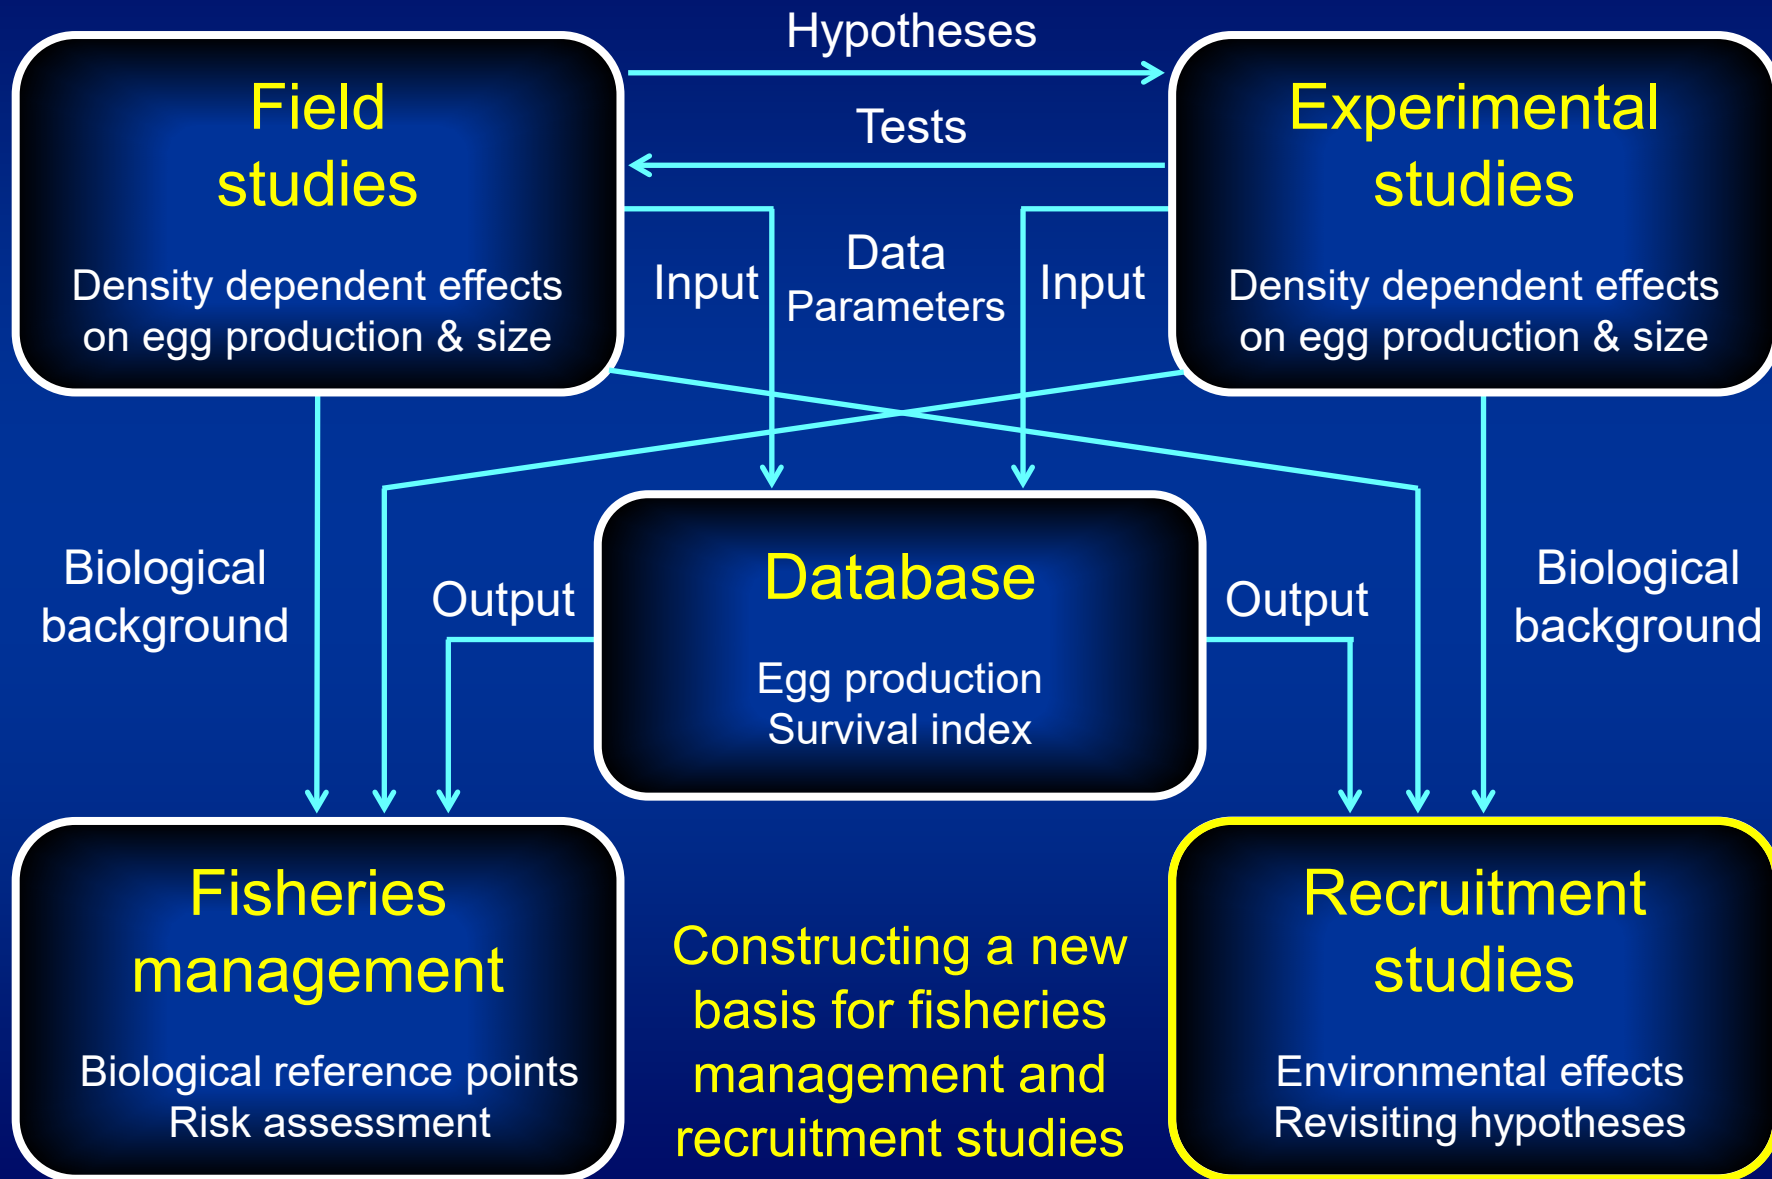 Hypotheses
Field
studies
Density dependent effects
on egg production & size
Tests
Experimental
studies
Density dependent effects
on egg production & size
Input
Data
Parameters
Input
Biological
background
Output
Database
Egg production
Survival index
Output
Biological
background
Fisheries
management
Biological reference points
Risk assessment
Constructing a new
basis for fisheries
management and
recruitment studies
Recruitment
studies
Environmental effects
Revisiting hypotheses